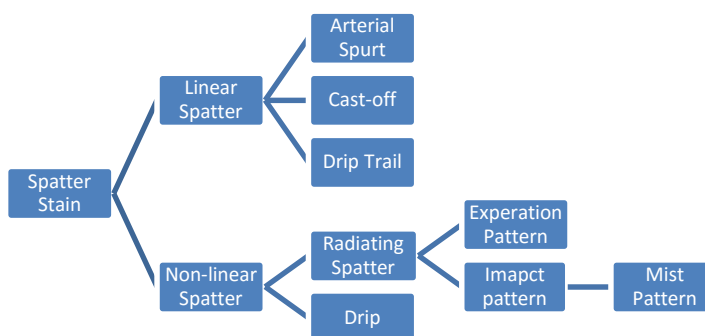 Spatter
Stain
Linear
Spatter
Arterial
Spurt
Cast-off
Drip Trail
Non-linear
Spatter
Radiating
Spatter
Experation
Pattern
Imapct
pattern
Mist
Pattern
Drip